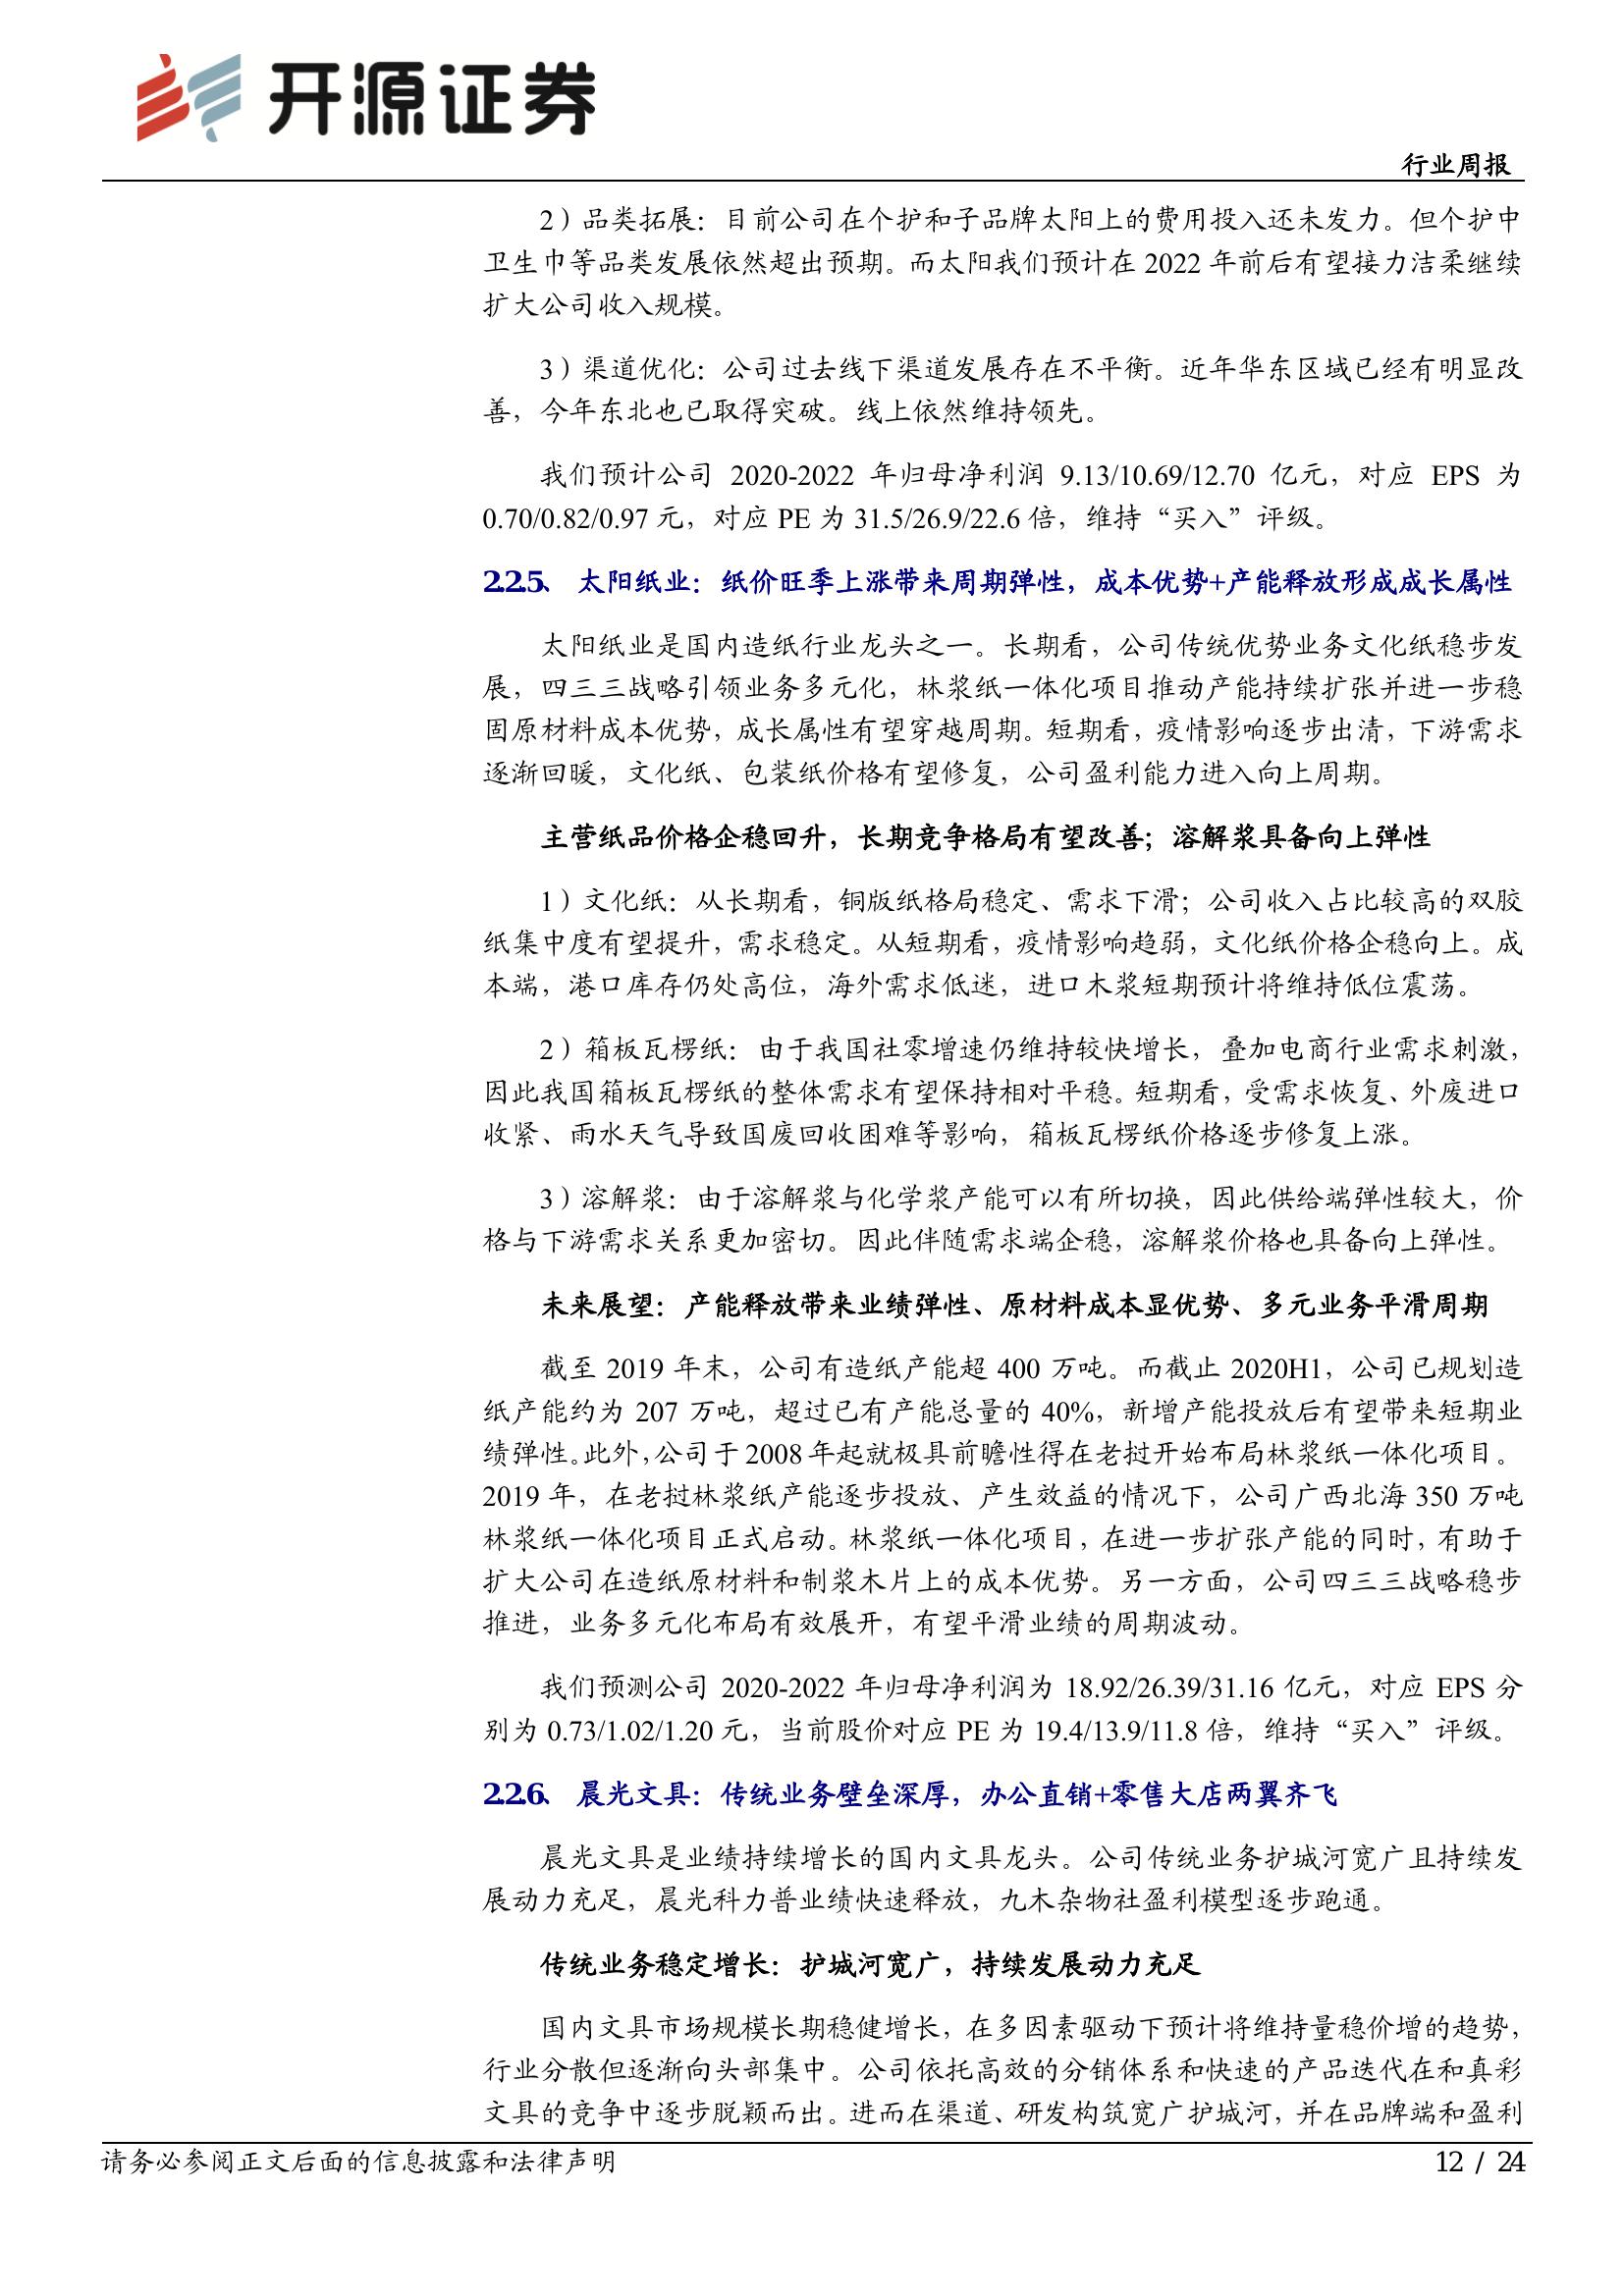 开源证券
行业周报
2）品类拓展：目前公司在个护和子品牌太阳上的费用投入还未发力。但个护中
卫生巾等品类发展依然超出预期。而太阳我们预计在 2022 年前后有望接力洁柔继续
扩大公司收入规模。
3）渠道优化：公司过去线下渠道发展存在不平衡。近年华东区域已经有明显改
善，今年东北也已取得突破。线上依然维持领先。
我们预计公司 2020-2022 年归母净利润 9.13/10.69/12.70 亿元，对应 EPS 为
0.70/0.82/0.97 元，对应 PE 为 31.5/26.9/22.6 倍，维持“买入”评级。
2.2.5、 太阳纸业：纸价旺季上涨带来周期弹性，成本优势+产能释放形成成长属性
太阳纸业是国内造纸行业龙头之一。长期看，公司传统优势业务文化纸稳步发
展，四三三战略引领业务多元化，林浆纸一体化项目推动产能持续扩张并进一步稳
固原材料成本优势，成长属性有望穿越周期。短期看，疫情影响逐步出清，下游需求
逐渐回暖，文化纸、包装纸价格有望修复，公司盈利能力进入向上周期。
主营纸品价格企稳回升，长期竞争格局有望改善；溶解浆具备向上弹性
1）文化纸：从长期看，铜版纸格局稳定、需求下滑；公司收入占比较高的双胶
纸集中度有望提升，需求稳定。从短期看，疫情影响趋弱，文化纸价格企稳向上。成
本端，港口库存仍处高位，海外需求低迷，进口木浆短期预计将维持低位震荡。
2）箱板瓦楞纸：由于我国社零增速仍维持较快增长，叠加电商行业需求刺激，
因此我国箱板瓦楞纸的整体需求有望保持相对平稳。短期看，受需求恢复、外废进口
收紧、雨水天气导致国废回收困难等影响，箱板瓦楞纸价格逐步修复上涨。
3）溶解浆：由于溶解浆与化学浆产能可以有所切换，因此供给端弹性较大，价
格与下游需求关系更加密切。因此伴随需求端企稳，溶解浆价格也具备向上弹性。
未来展望：产能释放带来业绩弹性、原材料成本显优势、多元业务平滑周期
截至 2019 年末，公司有造纸产能超 400 万吨。而截止 2020H1，公司已规划造
纸产能约为 207 万吨，超过已有产能总量的 40%，新增产能投放后有望带来短期业
绩弹性。此外，公司于 2008 年起就极具前瞻性得在老挝开始布局林浆纸一体化项目。
2019 年，在老挝林浆纸产能逐步投放、产生效益的情况下，公司广西北海 350 万吨
林浆纸一体化项目正式启动。林浆纸一体化项目，在进一步扩张产能的同时，有助于
扩大公司在造纸原材料和制浆木片上的成本优势。另一方面，公司四三三战略稳步
推进，业务多元化布局有效展开，有望平滑业绩的周期波动。
我们预测公司 2020-2022 年归母净利润为 18.92/26.39/31.16 亿元，对应 EPS 分
别为 0.73/1.02/1.20 元，当前股价对应 PE 为 19.4/13.9/11.8 倍，维持“买入”评级。
2.2.6、 晨光文具：传统业务壁垒深厚，办公直销+零售大店两翼齐飞
晨光文具是业绩持续增长的国内文具龙头。公司传统业务护城河宽广且持续发
展动力充足，晨光科力普业绩快速释放，九木杂物社盈利模型逐步跑通。
传统业务稳定增长：护城河宽广，持续发展动力充足
国内文具市场规模长期稳健增长，在多因素驱动下预计将维持量稳价增的趋势，
行业分散但逐渐向头部集中。公司依托高效的分销体系和快速的产品迭代在和真彩
文具的竞争中逐步脱颖而出。进而在渠道、研发构筑宽广护城河，并在品牌端和盈利
请务必参阅正文后面的信息披露和法律声明
12 / 24